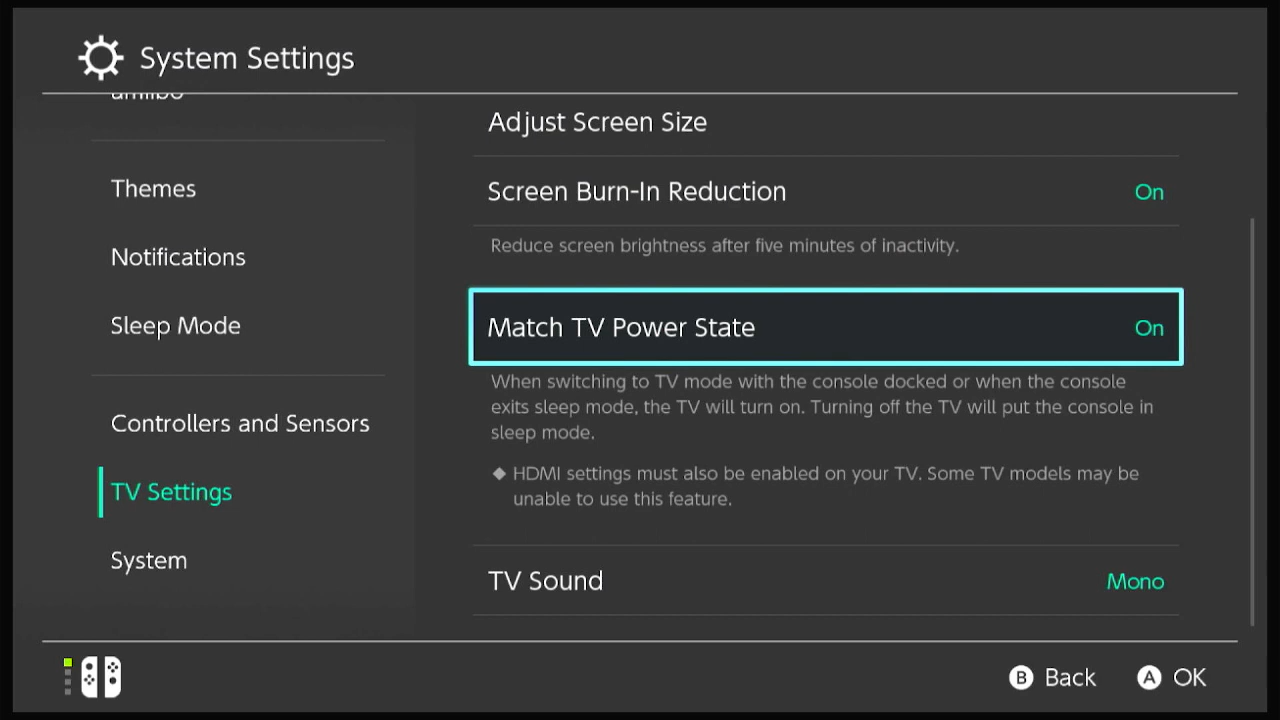 System Settings
amiibo
Themes
Notifications
Sleep Mode
Controllers and Sensors
TV Settings
System
Adjust Screen Size
Screen Burn-In Reduction On
Reduce screen brightness after five minutes of inactivity.
Match TV Power State On
When switching to TV mode with the console docked or when the console
exits sleep mode, the TV will turn on. Turning off the TV will put the console in
sleep mode.
◆ HDMI settings must also be enabled on your TV. Some TV models may be
unable to use this feature.
TV Sound Mono
B Back A OK